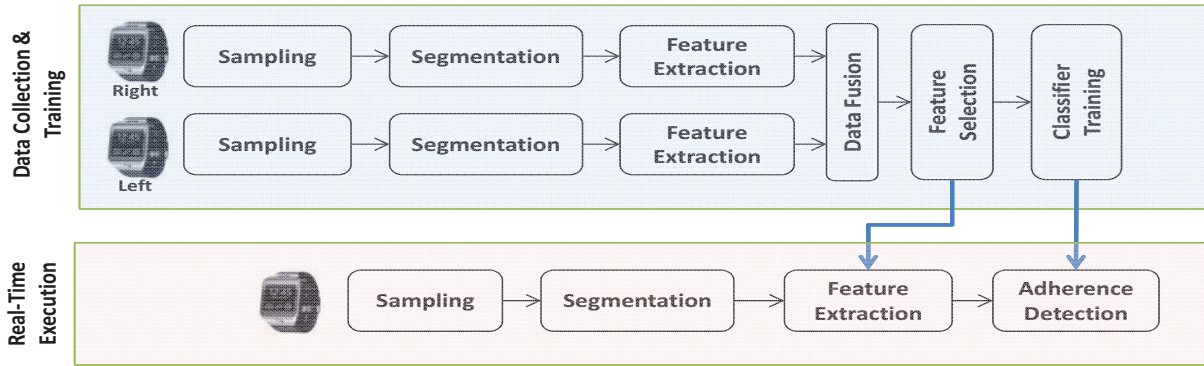 Data Collection &
Training
Right
Sampling
Segmentation
Feature
Extraction
Left
Sampling
Segmentation
Feature
Extraction
Data Fusion
Feature
Selection
Classifier
Training
Real-Time
Execution
Sampling
Segmentation
Feature
Extraction
Adherence
Detection